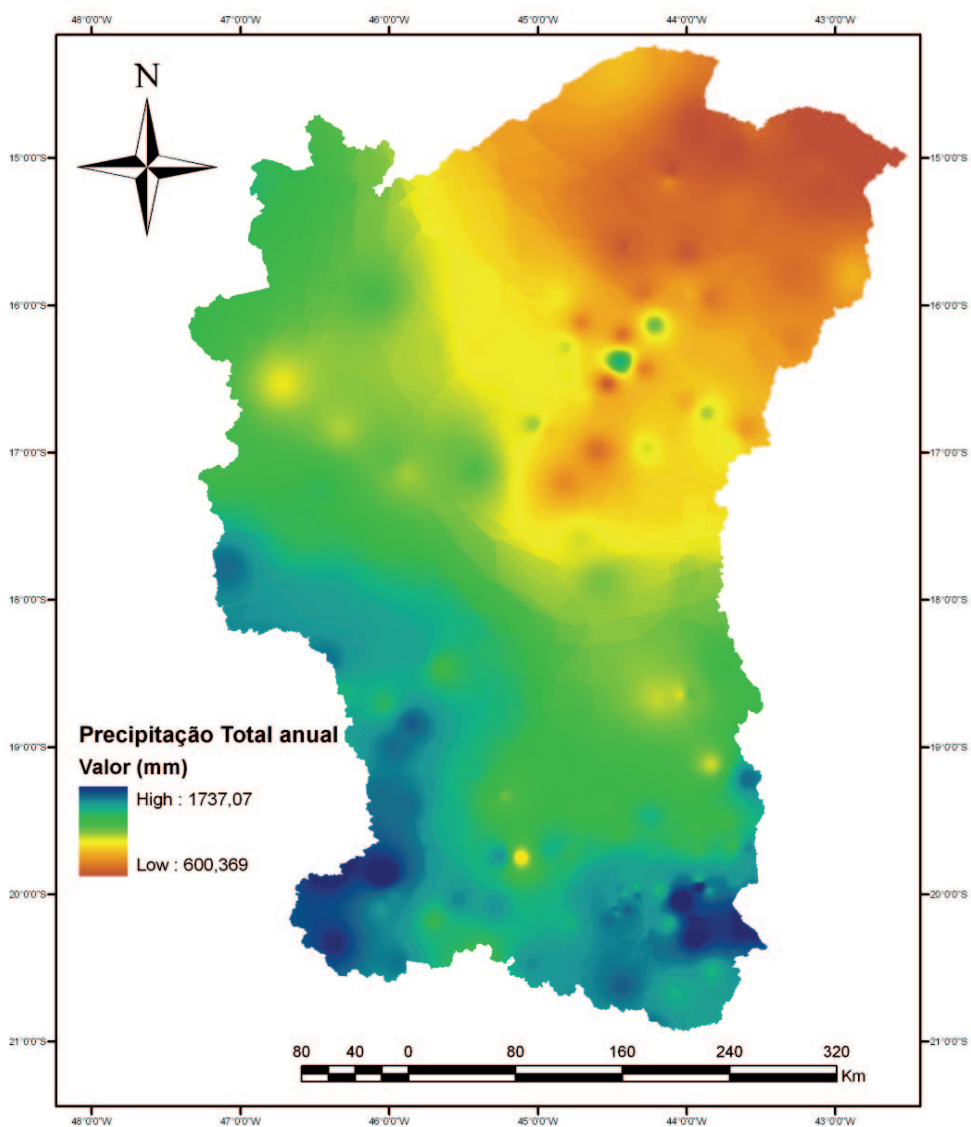 48°0'0"W 47°0'0"W 46°0'0"W 45°0'0"W 44°0'0"W 43°0'0"W
N
15°0'0"S 15°0'0"S
16°0'0"S 16°0'0"S
17°0'0"S 17°0'0"S
18°0'0"S 18°0'0"S
19°0'0"S 19°0'0"S
Precipitação Total anual
Valor (mm)
High : 1737,07
Low : 600,369
20°0'0"S 20°0'0"S
21°0'0"S 21°0'0"S
80 40 0 80 160 240 320
Km
48°0'0"W 47°0'0"W 46°0'0"W 45°0'0"W 44°0'0"W 43°0'0"W